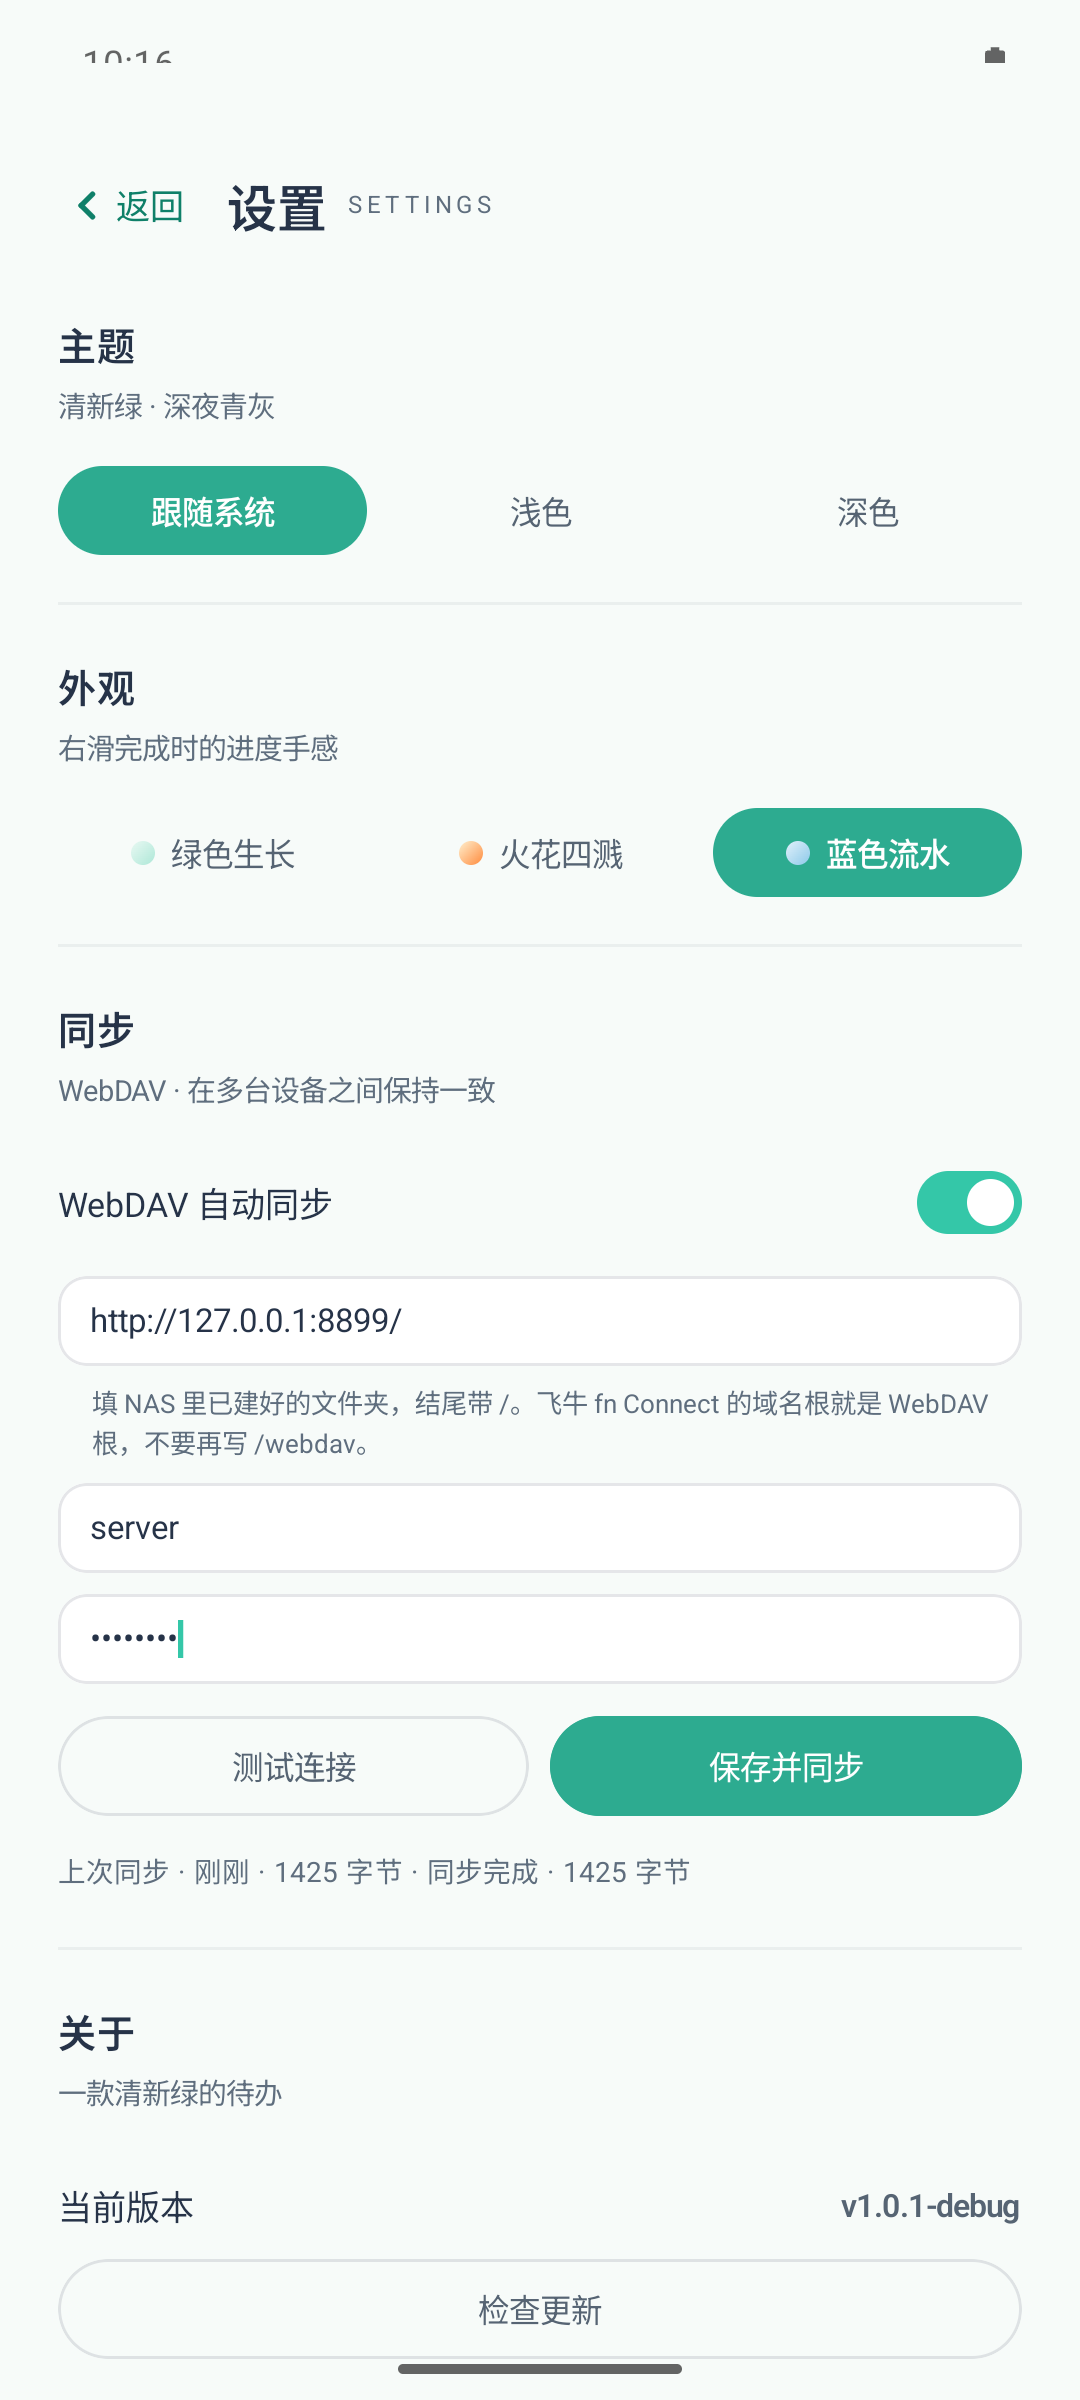 10:16
返回 设置 SETTINGS
主题
清新绿 · 深夜青灰
跟随系统 浅色 深色
外观
右滑完成时的进度手感
绿色生长 火花四溅 蓝色流水
同步
WebDAV · 在多台设备之间保持一致
WebDAV 自动同步
http://127.0.0.1:8899/
填 NAS 里已建好的文件夹，结尾带 /。飞牛 fn Connect 的域名根就是 WebDAV
根，不要再写 /webdav。
server
••••••••
测试连接 保存并同步
上次同步 · 刚刚 · 1425 字节 · 同步完成 · 1425 字节
关于
一款清新绿的待办
当前版本 v1.0.1-debug
检查更新